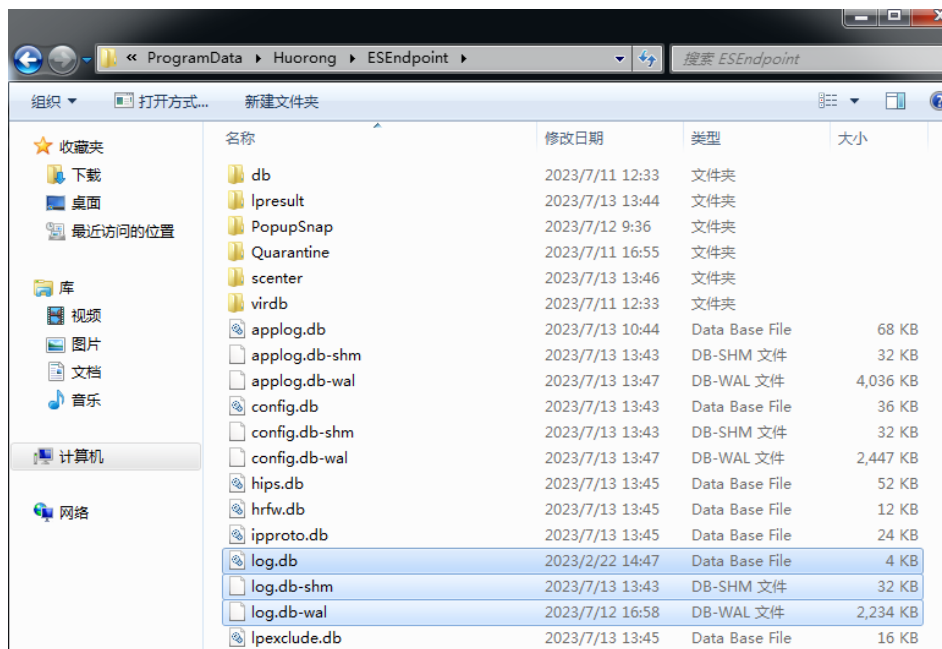 « ProgramData ▸ Huorong ▸ ESEndpoint ▸ 搜索 ESEndpoint
组织 打开方式... 新建文件夹
名称 修改日期 类型 大小
收藏夹
下载
桌面
最近访问的位置
库
视频
图片
文档
音乐
计算机
网络
db 2023/7/11 12:33 文件夹
lpresult 2023/7/13 13:44 文件夹
PopupSnap 2023/7/12 9:36 文件夹
Quarantine 2023/7/11 16:55 文件夹
scenter 2023/7/13 13:46 文件夹
virdb 2023/7/11 12:33 文件夹
applog.db 2023/7/13 10:44 Data Base File 68 KB
applog.db-shm 2023/7/13 13:43 DB-SHM 文件 32 KB
applog.db-wal 2023/7/13 13:47 DB-WAL 文件 4,036 KB
config.db 2023/7/13 13:43 Data Base File 36 KB
config.db-shm 2023/7/13 13:43 DB-SHM 文件 32 KB
config.db-wal 2023/7/13 13:47 DB-WAL 文件 2,447 KB
hips.db 2023/7/13 13:45 Data Base File 52 KB
hrfw.db 2023/7/13 13:45 Data Base File 12 KB
ipproto.db 2023/7/13 13:45 Data Base File 24 KB
log.db 2023/2/22 14:47 Data Base File 4 KB
log.db-shm 2023/7/13 13:43 DB-SHM 文件 32 KB
log.db-wal 2023/7/12 16:58 DB-WAL 文件 2,234 KB
lpexclude.db 2023/7/13 13:45 Data Base File 16 KB